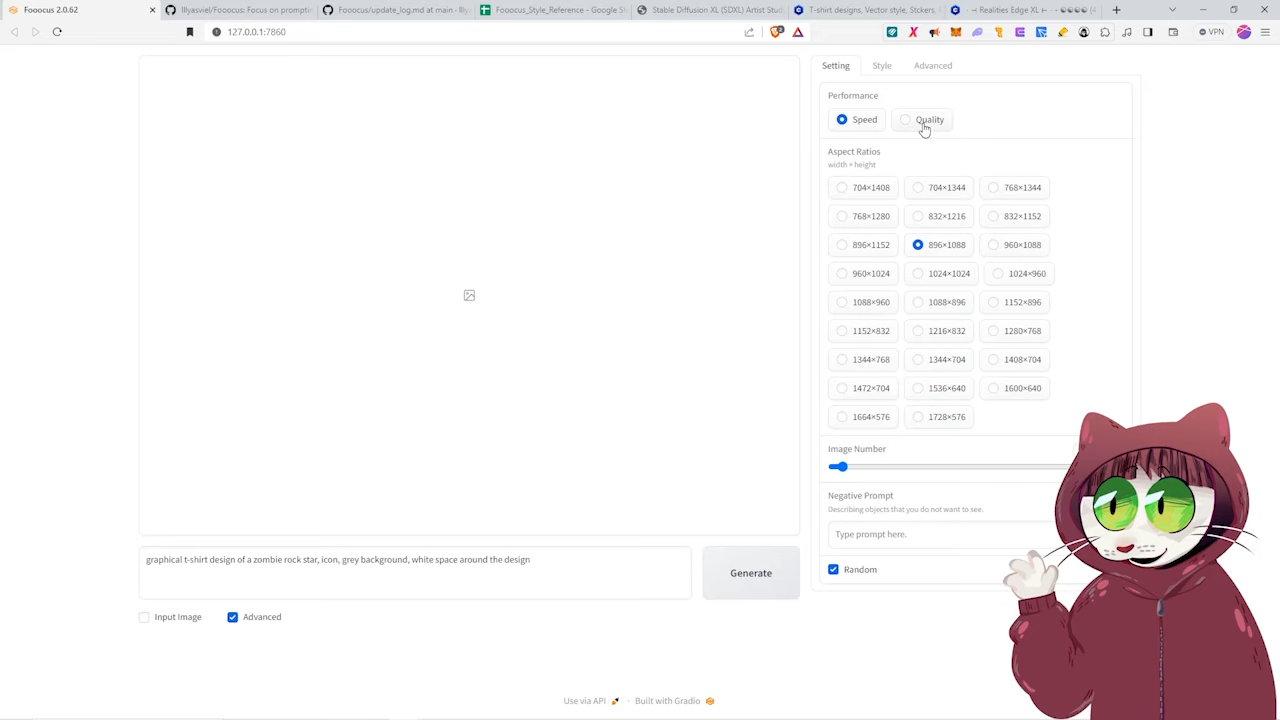 Fooocus 2.0.62
lllyasviel/Fooocus: Focus on promptin
Fooocus/update_log.md at main · lllya
Fooocus_Style_Reference - Google Sh
Stable Diffusion XL (SDXL) Artist Stud
T-shirt designs, Vector style, Stckers, F
Realities Edge XL
127.0.0.1:7860
VPN
Setting
Style
Advanced
Performance
Speed
Quality
Aspect Ratios
width × height
704×1408
704×1344
768×1344
768×1280
832×1216
832×1152
896×1152
896×1088
960×1088
960×1024
1024×1024
1024×960
1088×960
1088×896
1152×896
1152×832
1216×832
1280×768
1344×768
1344×704
1408×704
1472×704
1536×640
1600×640
1664×576
1728×576
Image Number
Negative Prompt
Describing objects that you do not want to see.
Type prompt here.
Random
graphical t-shirt design of a zombie rock star, icon, grey background, white space around the design
Generate
Input Image
Advanced
Use via API
· Built with Gradio